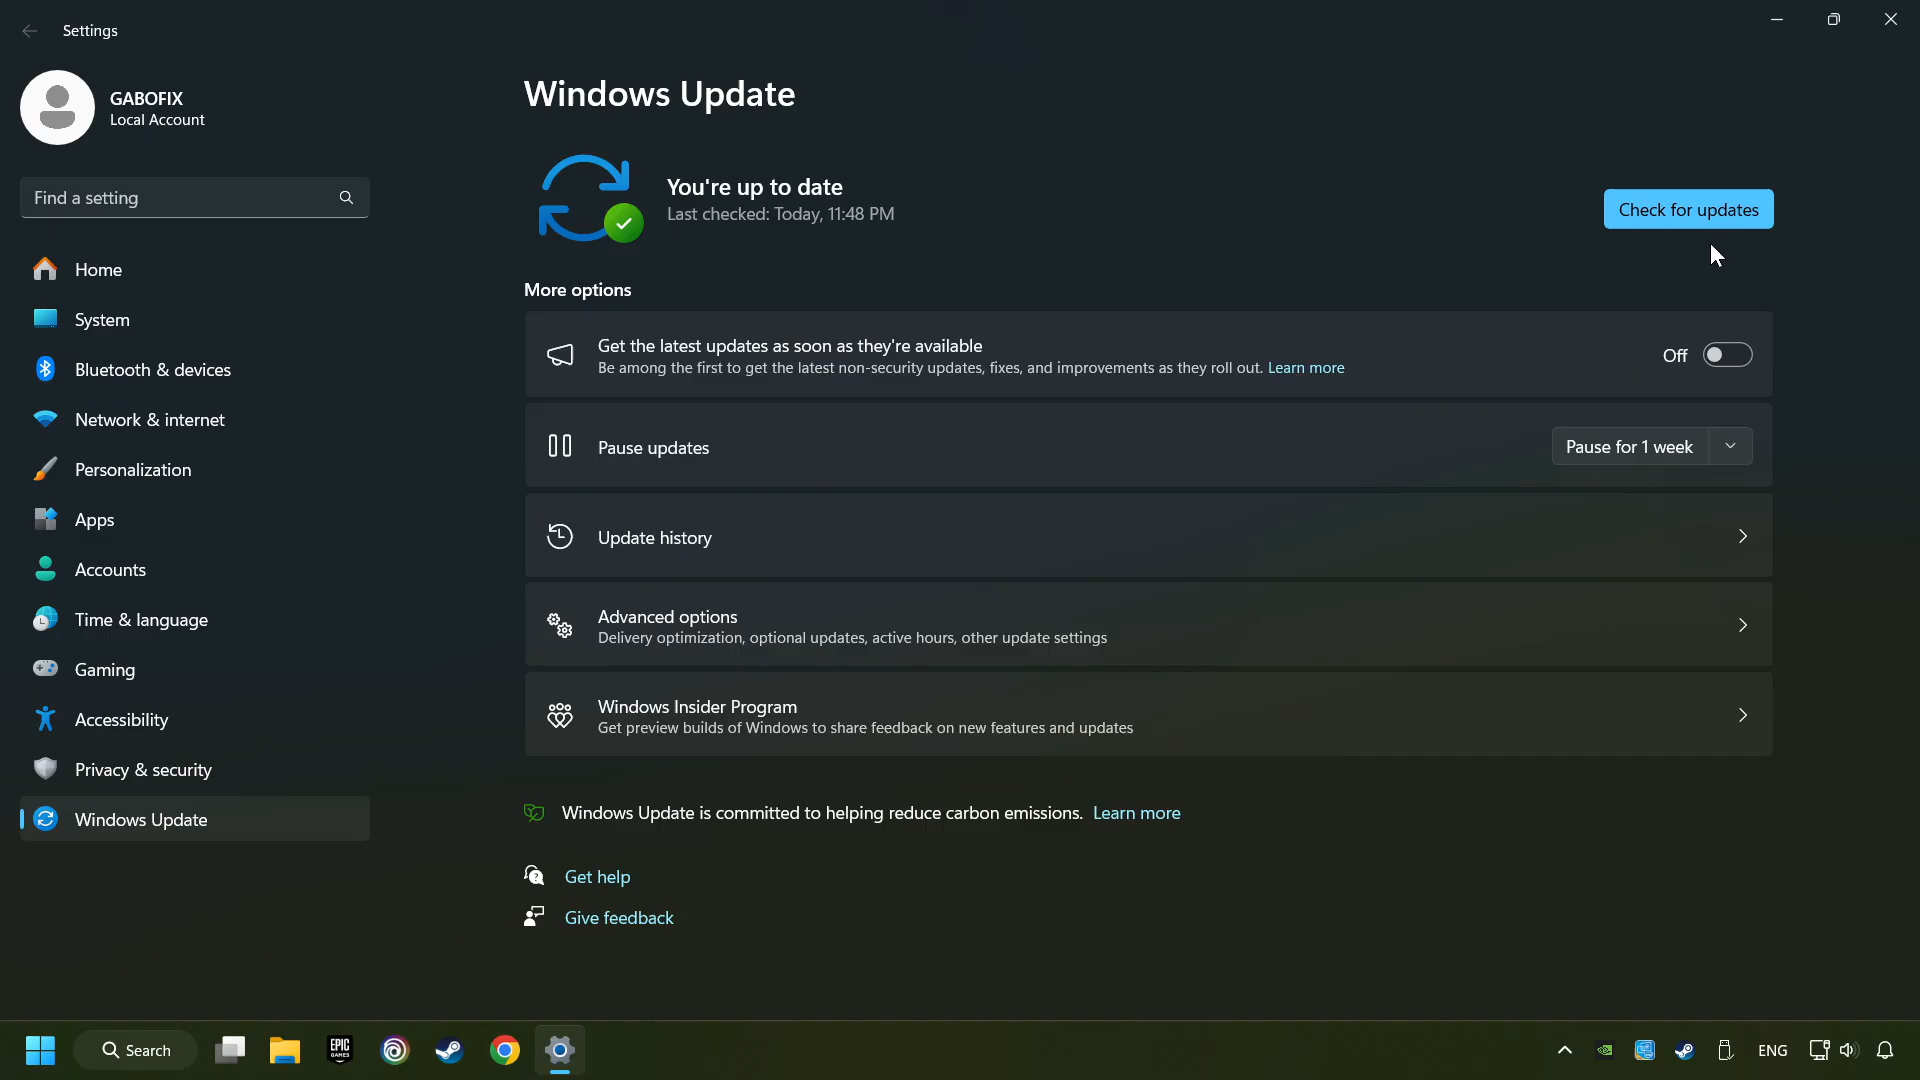 Settings
GABOFIX
Local Account
Find a setting
Home
System
Bluetooth & devices
Network & internet
Personalization
Apps
Accounts
Time & language
Gaming
Accessibility
Privacy & security
Windows Update
Windows Update
You're up to date
Last checked: Today, 11:48 PM
Check for updates
More options
Get the latest updates as soon as they're available
Be among the first to get the latest non-security updates, fixes, and improvements as they roll out. Learn more
Off
Pause updates
Pause for 1 week
Update history
Advanced options
Delivery optimization, optional updates, active hours, other update settings
Windows Insider Program
Get preview builds of Windows to share feedback on new features and updates
Windows Update is committed to helping reduce carbon emissions. Learn more
Get help
Give feedback
Search
EPIC
GAMES
ENG